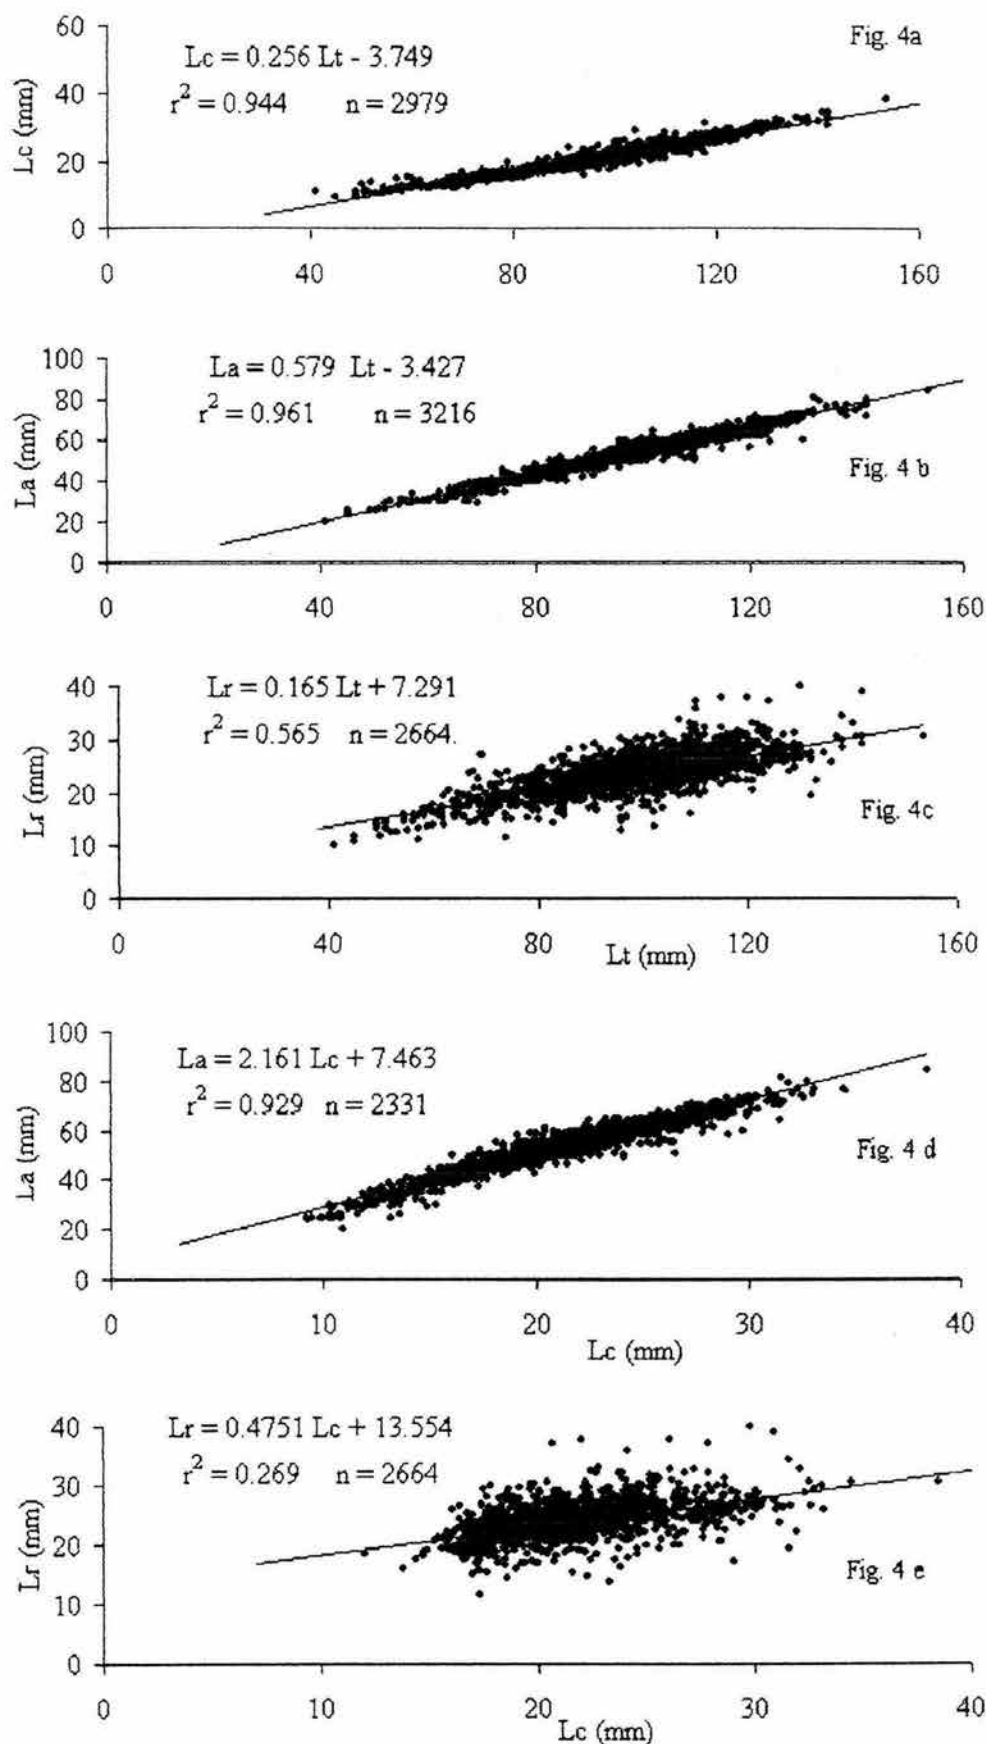 Fig. 4a
Lc = 0.256 Lt - 3.749
r² = 0.944 n = 2979
Lc (mm)
60
40
20
0
0 40 80 120 160
La = 0.579 Lt - 3.427
r² = 0.961 n = 3216
Fig. 4 b
La (mm)
100
80
60
40
20
0
0 40 80 120 160
Lr = 0.165 Lt + 7.291
r² = 0.565 n = 2664.
Fig. 4c
Lr (mm)
40
30
20
10
0
0 40 80 120 160
Lt (mm)
La = 2.161 Lc + 7.463
r² = 0.929 n = 2331
Fig. 4 d
La (mm)
100
80
60
40
20
0
0 10 20 30 40
Lc (mm)
Lr = 0.4751 Lc + 13.554
r² = 0.269 n = 2664
Fig. 4 e
Lr (mm)
40
30
20
10
0
0 10 20 30 40
Lc (mm)